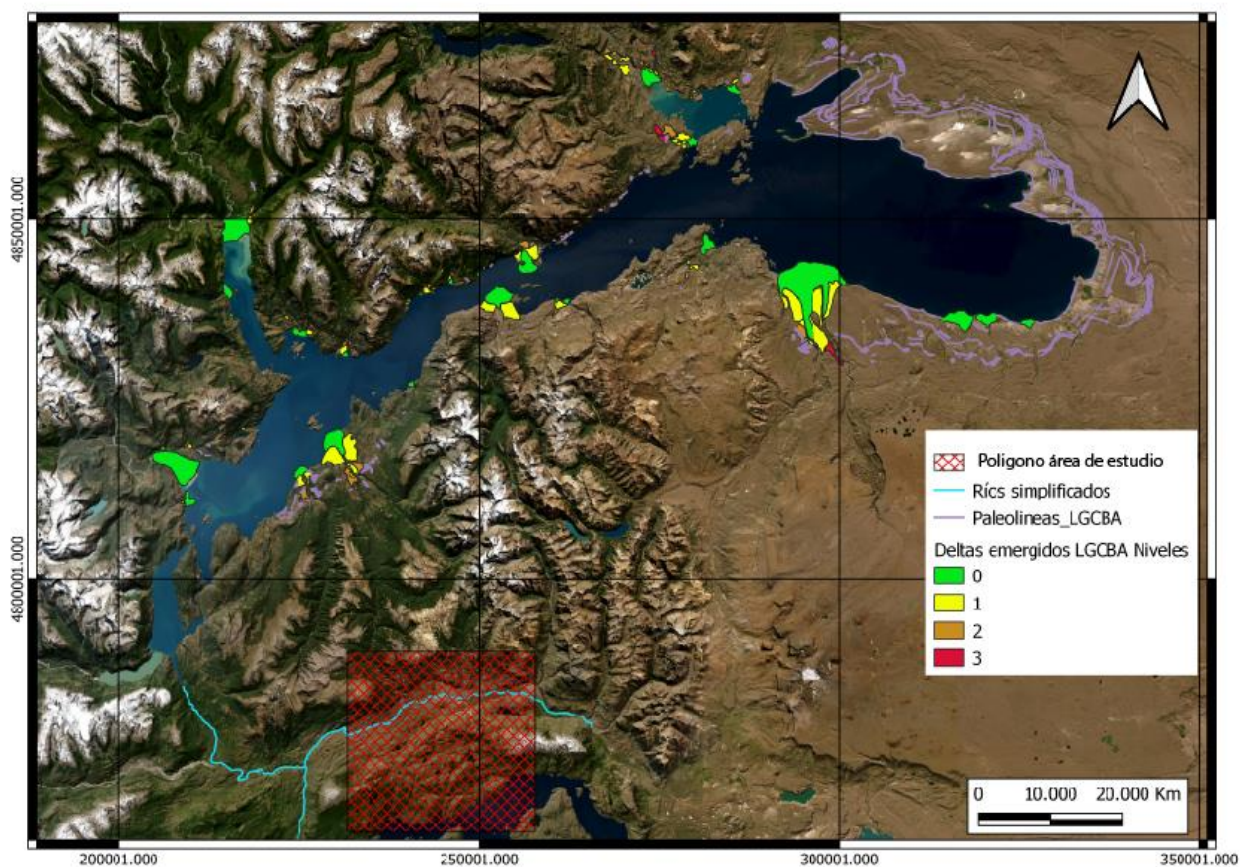 4850001.000
4800001.000
Poligono área de estudio
Rícs simplificados
Paleolineas_LGCBA
Deltas emergidos LGCBA Niveles
0
1
2
3
0 10.000 20.000 Km
200001.000 250001.000 300001.000 350001.000